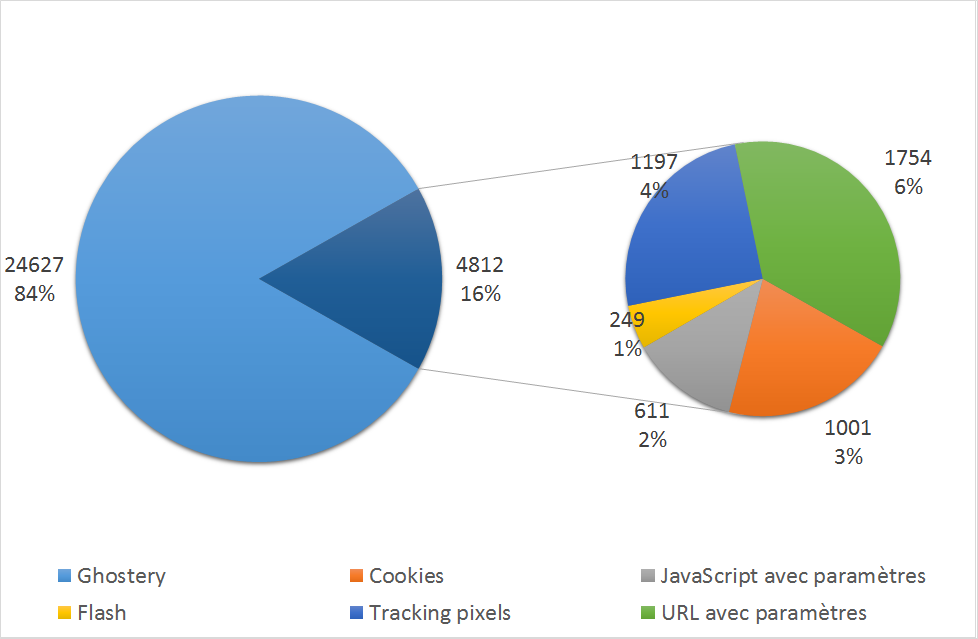 1197
4%
1754
6%
24627
84%
4812
16%
249
1%
611
2%
1001
3%
Ghostery
Cookies
JavaScript avec paramètres
Flash
Tracking pixels
URL avec paramètres